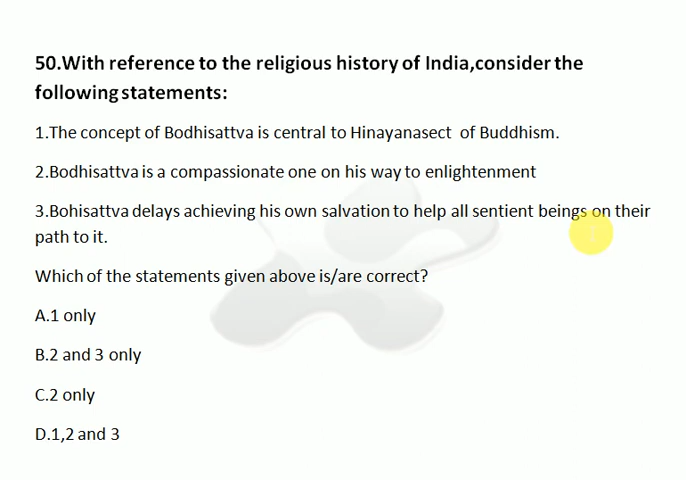 50.With reference to the religious history of India,consider the
following statements:
1.The concept of Bodhisattva is central to Hinayanasect of Buddhism.
2.Bodhisattva is a compassionate one on his way to enlightenment
3.Bohisattva delays achieving his own salvation to help all sentient beings on their
path to it.
Which of the statements given above is/are correct?
A.1 only
B.2 and 3 only
C.2 only
D.1,2 and 3